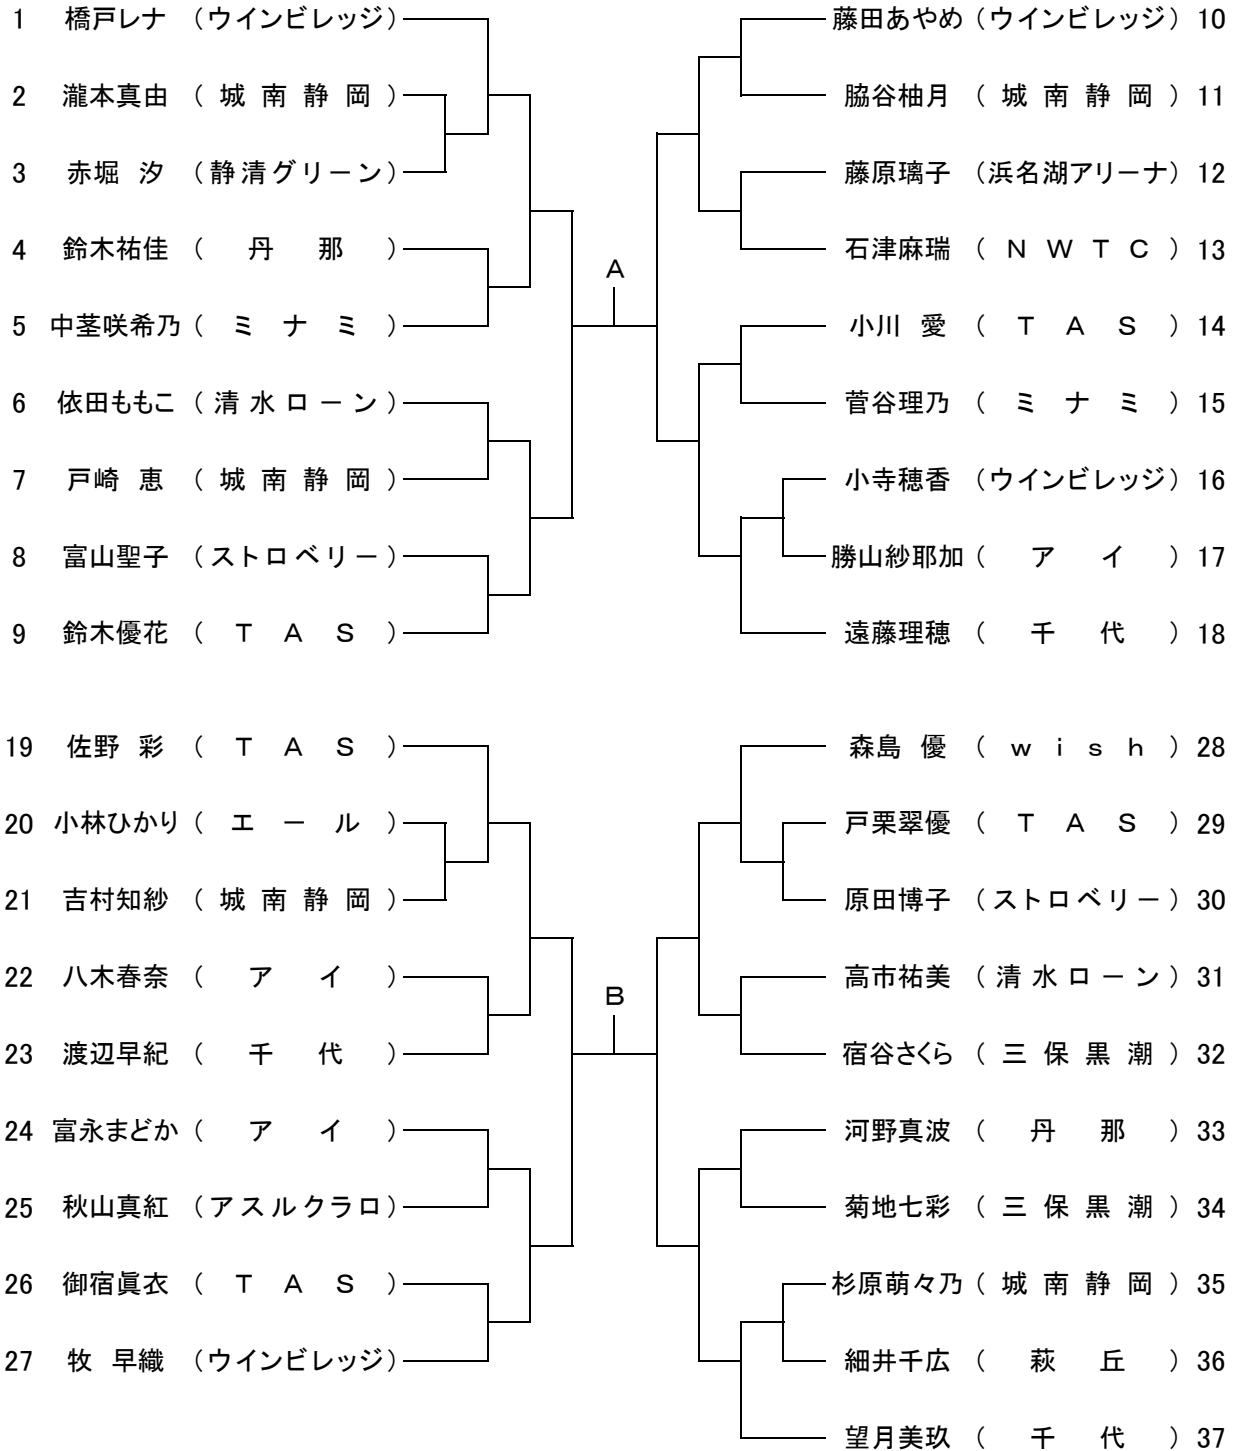 1 橋戸レナ (ウインビレッジ)
2 瀧本真由 (城南静岡)
3 赤堀 汐 (静清グリーン)
4 鈴木祐佳 (丹那)
5 中茎咲希乃 (ミナミ)
6 依田ももこ (清水ローン)
7 戸崎 恵 (城南静岡)
8 富山聖子 (ストロベリー)
9 鈴木優花 (TAS)
A
藤田あやめ (ウインビレッジ) 10
脇谷柚月 (城南静岡) 11
藤原璃子 (浜名湖アリーナ) 12
石津麻瑞 (NWTC) 13
小川 愛 (TAS) 14
菅谷理乃 (ミナミ) 15
小寺穂香 (ウインビレッジ) 16
勝山紗耶加 (アイ) 17
遠藤理穂 (千代) 18
19 佐野 彩 (TAS)
20 小林ひかり (エール)
21 吉村知紗 (城南静岡)
22 八木春奈 (アイ)
23 渡辺早紀 (千代)
24 富永まどか (アイ)
25 秋山真紅 (アスルクラロ)
26 御宿眞衣 (TAS)
27 牧 早織 (ウインビレッジ)
B
森島 優 (wish) 28
戸栗翠優 (TAS) 29
原田博子 (ストロベリー) 30
高市祐美 (清水ローン) 31
宿谷さくら (三保黒潮) 32
河野真波 (丹那) 33
菊地七彩 (三保黒潮) 34
杉原萌々乃 (城南静岡) 35
細井千広 (萩丘) 36
望月美玖 (千代) 37